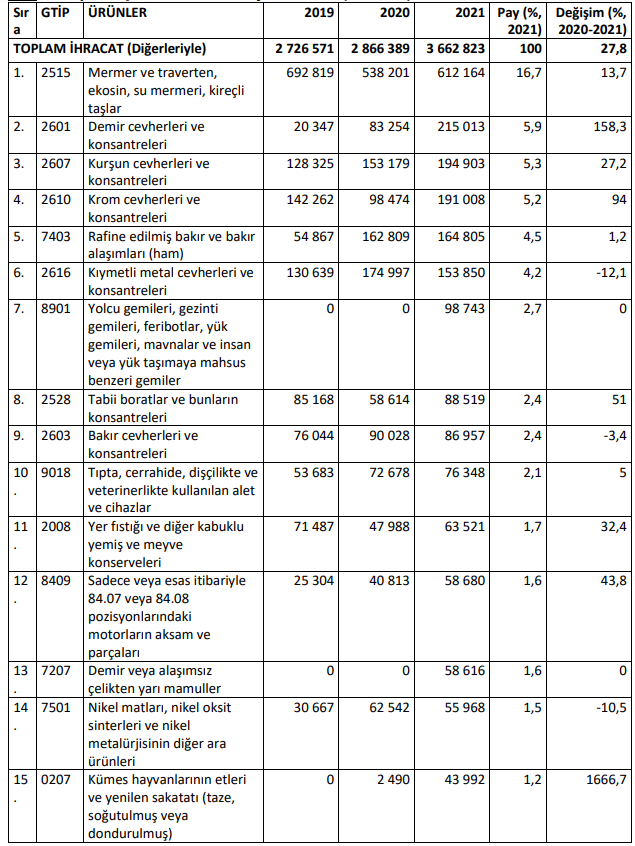 Sır
a GTİP ÜRÜNLER 2019 2020 2021 Pay (%,
2021) Değişim (%,
2020-2021)
TOPLAM İHRACAT (Diğerleriyle) 2 726 571 2 866 389 3 662 823 100 27,8
1. 2515 Mermer ve traverten, 692 819 538 201 612 164 16,7 13,7
ekosin, su mermeri, kireçli
taşlar
2. 2601 Demir cevherleri ve 20 347 83 254 215 013 5,9 158,3
konsantreleri
3. 2607 Kurşun cevherleri ve 128 325 153 179 194 903 5,3 27,2
konsantreleri
4. 2610 Krom cevherleri ve 142 262 98 474 191 008 5,2 94
konsantreleri
5. 7403 Rafine edilmiş bakır ve bakır 54 867 162 809 164 805 4,5 1,2
alaşımları (ham)
6. 2616 Kıymetli metal cevherleri ve 130 639 174 997 153 850 4,2 -12,1
konsantreleri
7. 8901 Yolcu gemileri, gezinti 0 0 98 743 2,7 0
gemileri, feribotlar, yük
gemileri, mavnalar ve insan
veya yük taşımaya mahsus
benzeri gemiler
8. 2528 Tabii boratlar ve bunların 85 168 58 614 88 519 2,4 51
konsantreleri
9. 2603 Bakır cevherleri ve 76 044 90 028 86 957 2,4 -3,4
konsantreleri
10 9018 Tıpta, cerrahide, dişçilikte ve 53 683 72 678 76 348 2,1 5
. veterinerlikte kullanılan alet
ve cihazlar
11 2008 Yer fıstığı ve diğer kabuklu 71 487 47 988 63 521 1,7 32,4
. yemiş ve meyve
konserveleri
12 8409 Sadece veya esas itibariyle 25 304 40 813 58 680 1,6 43,8
. 84.07 veya 84.08
pozisyonlarındaki
motorların aksam ve
parçaları
13 7207 Demir veya alaşımsız 0 0 58 616 1,6 0
. çelikten yarı mamuller
14 7501 Nikel matları, nikel oksit 30 667 62 542 55 968 1,5 -10,5
. sinterleri ve nikel
metalürjisinin diğer ara
ürünleri
15 0207 Kümes hayvanlarının etleri 0 2 490 43 992 1,2 1666,7
. ve yenilen sakatatı (taze,
soğutulmuş veya
dondurulmuş)